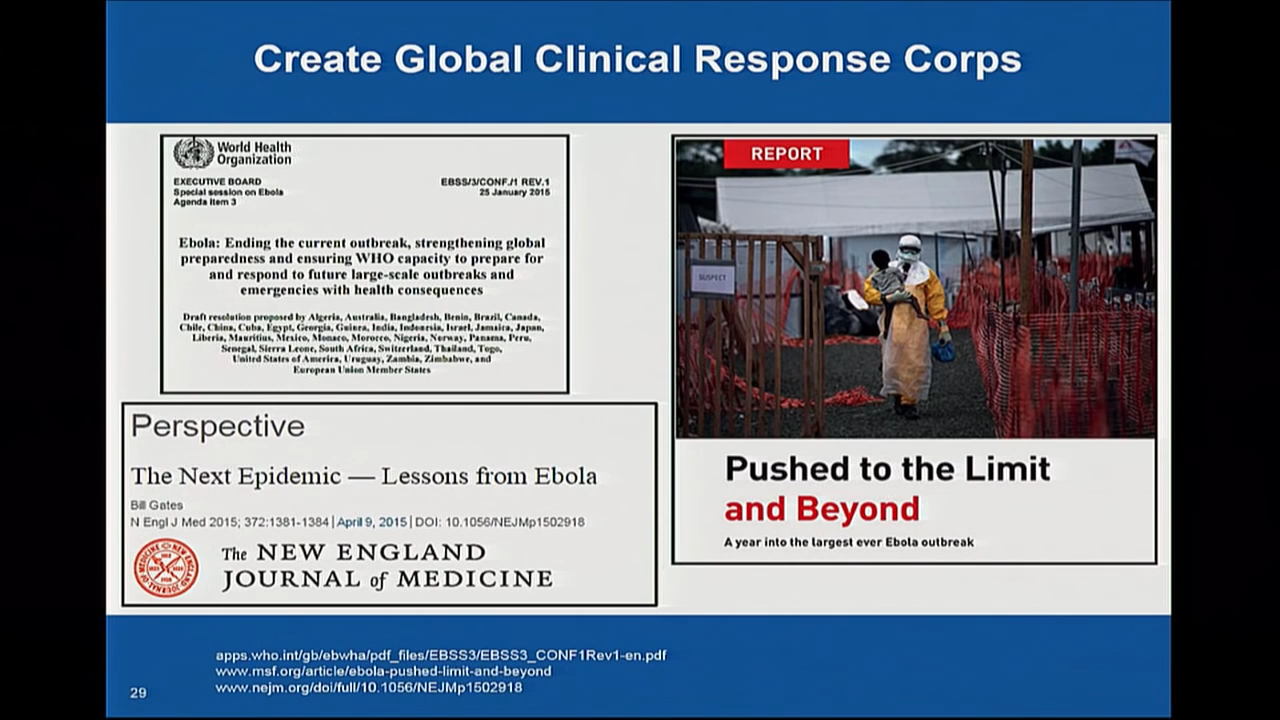 Create Global Clinical Response Corps
World Health
Organization
EXECUTIVE BOARD
Special session on Ebola
Agenda item 3
EBSS/3/CONF./1 REV.1
25 January 2015
Ebola: Ending the current outbreak, strengthening global
preparedness and ensuring WHO capacity to prepare for
and respond to future large-scale outbreaks and
emergencies with health consequences
Draft resolution proposed by Algeria, Australia, Bangladesh, Benin, Brazil, Canada,
Chile, China, Cuba, Egypt, Georgia, Guinea, India, Indonesia, Israel, Jamaica, Japan,
Liberia, Mauritius, Mexico, Monaco, Morocco, Nigeria, Norway, Panama, Peru,
Senegal, Sierra Leone, South Africa, Switzerland, Thailand, Togo,
United States of America, Uruguay, Zambia, Zimbabwe, and
European Union Member States
Perspective
The Next Epidemic — Lessons from Ebola
Bill Gates
N Engl J Med 2015; 372:1381-1384 | April 9, 2015 | DOI: 10.1056/NEJMp1502918
The NEW ENGLAND
JOURNAL of MEDICINE
REPORT
SUSPECT
Pushed to the Limit
and Beyond
A year into the largest ever Ebola outbreak
apps.who.int/gb/ebwha/pdf_files/EBSS3/EBSS3_CONF1Rev1-en.pdf
www.msf.org/article/ebola-pushed-limit-and-beyond
www.nejm.org/doi/full/10.1056/NEJMp1502918
29